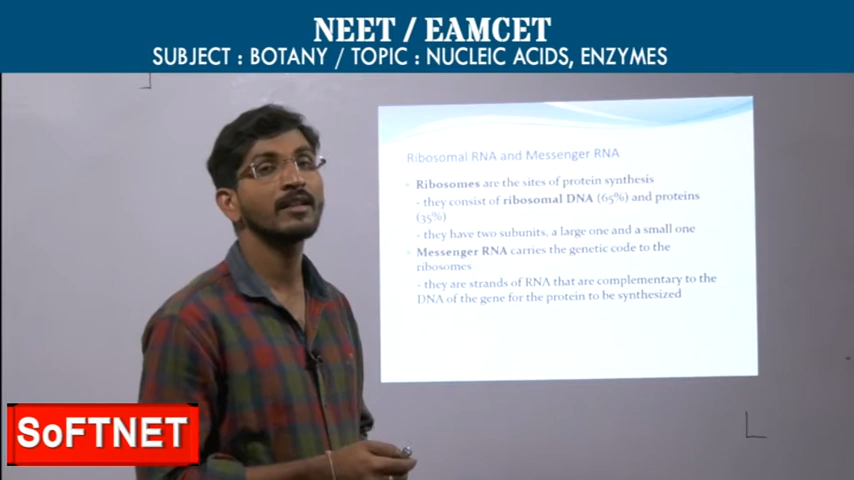 NEET / EAMCET
SUBJECT : BOTANY / TOPIC : NUCLEIC ACIDS, ENZYMES
Ribosomal RNA and Messenger RNA
Ribosomes are the sites of protein synthesis
- they consist of ribosomal DNA (65%) and proteins
(35%)
- they have two subunits, a large one and a small one
Messenger RNA carries the genetic code to the
ribosomes
- they are strands of RNA that are complementary to the
DNA of the gene for the protein to be synthesized
SoFTNET